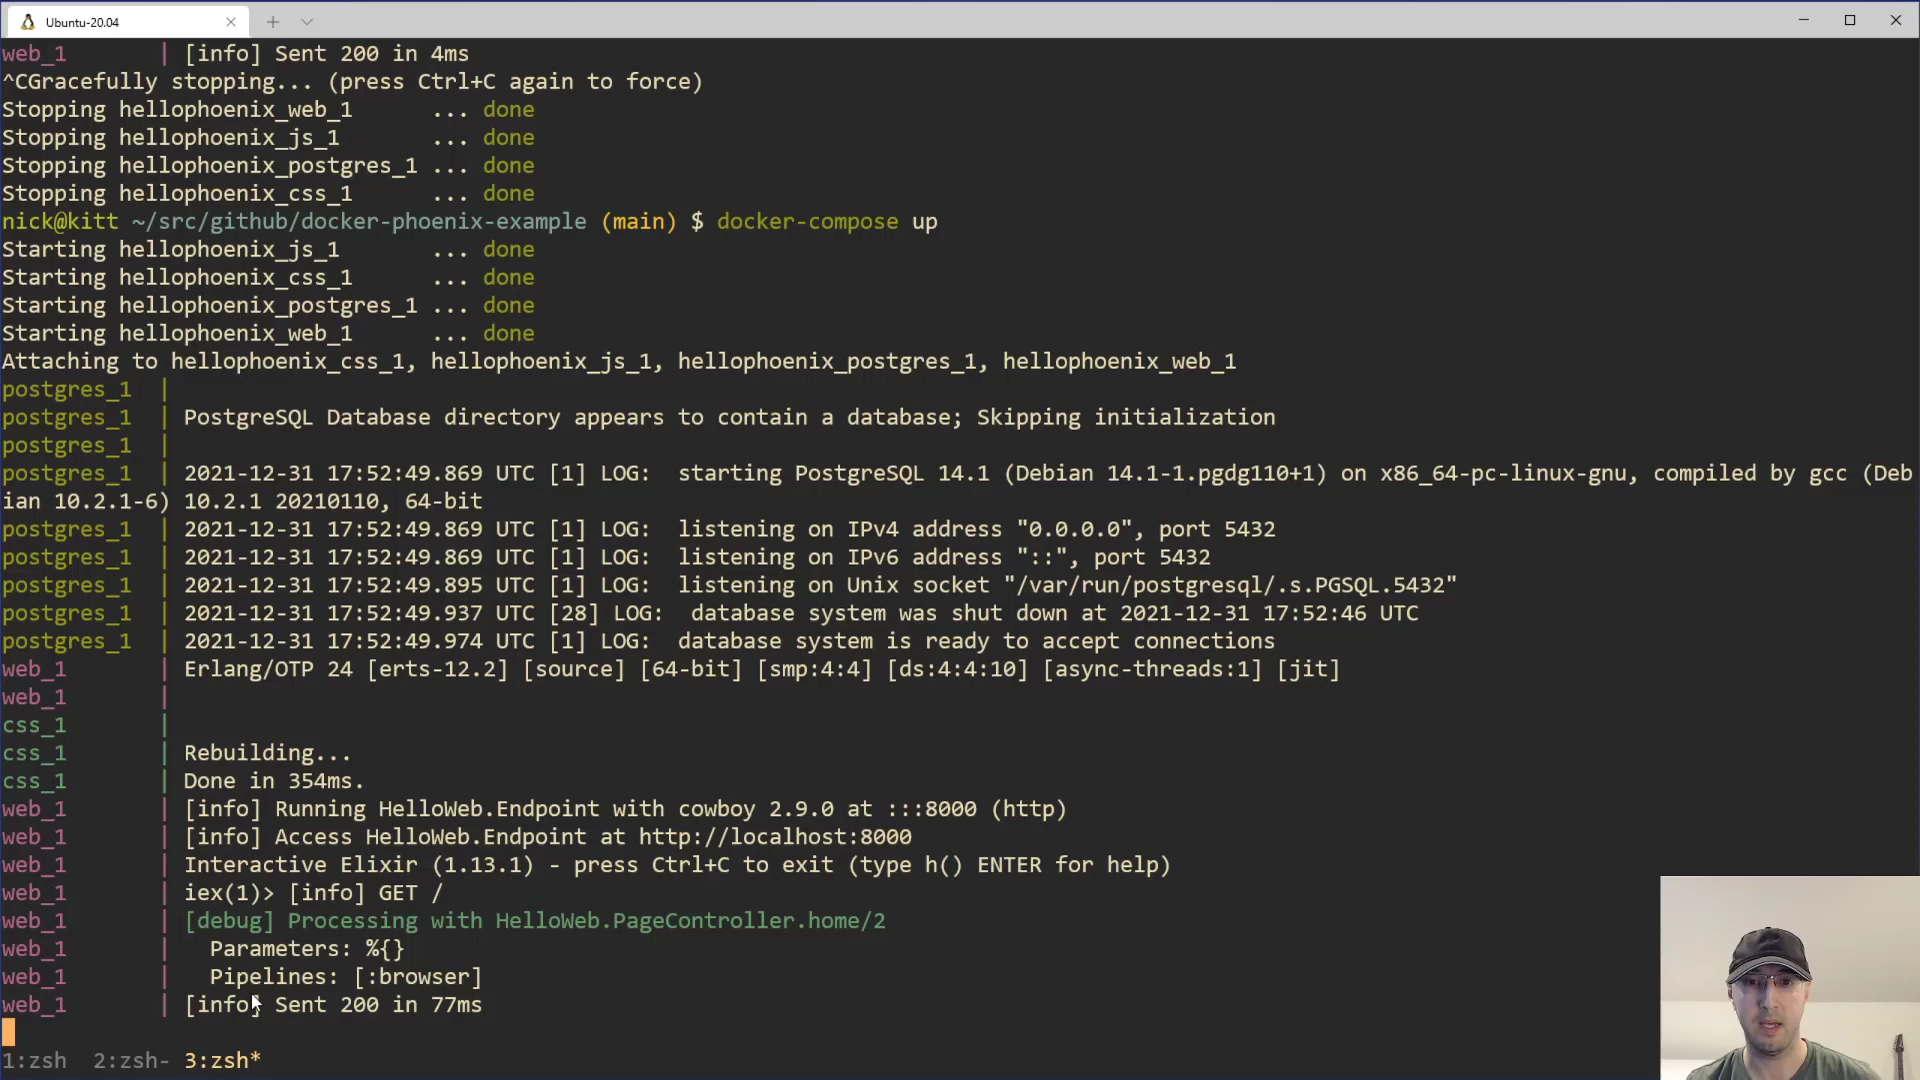 Ubuntu-20.04
web_1        | [info] Sent 200 in 4ms
^CGracefully stopping... (press Ctrl+C again to force)
Stopping hellophoenix_web_1      ... done
Stopping hellophoenix_js_1       ... done
Stopping hellophoenix_postgres_1 ... done
Stopping hellophoenix_css_1      ... done
nick@kitt ~/src/github/docker-phoenix-example (main) $ docker-compose up
Starting hellophoenix_js_1       ... done
Starting hellophoenix_css_1      ... done
Starting hellophoenix_postgres_1 ... done
Starting hellophoenix_web_1      ... done
Attaching to hellophoenix_css_1, hellophoenix_js_1, hellophoenix_postgres_1, hellophoenix_web_1
postgres_1  |
postgres_1  | PostgreSQL Database directory appears to contain a database; Skipping initialization
postgres_1  |
postgres_1  | 2021-12-31 17:52:49.869 UTC [1] LOG:  starting PostgreSQL 14.1 (Debian 14.1-1.pgdg110+1) on x86_64-pc-linux-gnu, compiled by gcc (Deb
ian 10.2.1-6) 10.2.1 20210110, 64-bit
postgres_1  | 2021-12-31 17:52:49.869 UTC [1] LOG:  listening on IPv4 address "0.0.0.0", port 5432
postgres_1  | 2021-12-31 17:52:49.869 UTC [1] LOG:  listening on IPv6 address "::", port 5432
postgres_1  | 2021-12-31 17:52:49.895 UTC [1] LOG:  listening on Unix socket "/var/run/postgresql/.s.PGSQL.5432"
postgres_1  | 2021-12-31 17:52:49.937 UTC [28] LOG:  database system was shut down at 2021-12-31 17:52:46 UTC
postgres_1  | 2021-12-31 17:52:49.974 UTC [1] LOG:  database system is ready to accept connections
web_1       | Erlang/OTP 24 [erts-12.2] [source] [64-bit] [smp:4:4] [ds:4:4:10] [async-threads:1] [jit]
web_1       |
css_1       |
css_1       | Rebuilding...
css_1       | Done in 354ms.
web_1       | [info] Running HelloWeb.Endpoint with cowboy 2.9.0 at :::8000 (http)
web_1       | [info] Access HelloWeb.Endpoint at http://localhost:8000
web_1       | Interactive Elixir (1.13.1) - press Ctrl+C to exit (type h() ENTER for help)
web_1       | iex(1)> [info] GET /
web_1       | [debug] Processing with HelloWeb.PageController.home/2
web_1       |   Parameters: %{}
web_1       |   Pipelines: [:browser]
web_1       | [info] Sent 200 in 77ms
1:zsh  2:zsh- 3:zsh*